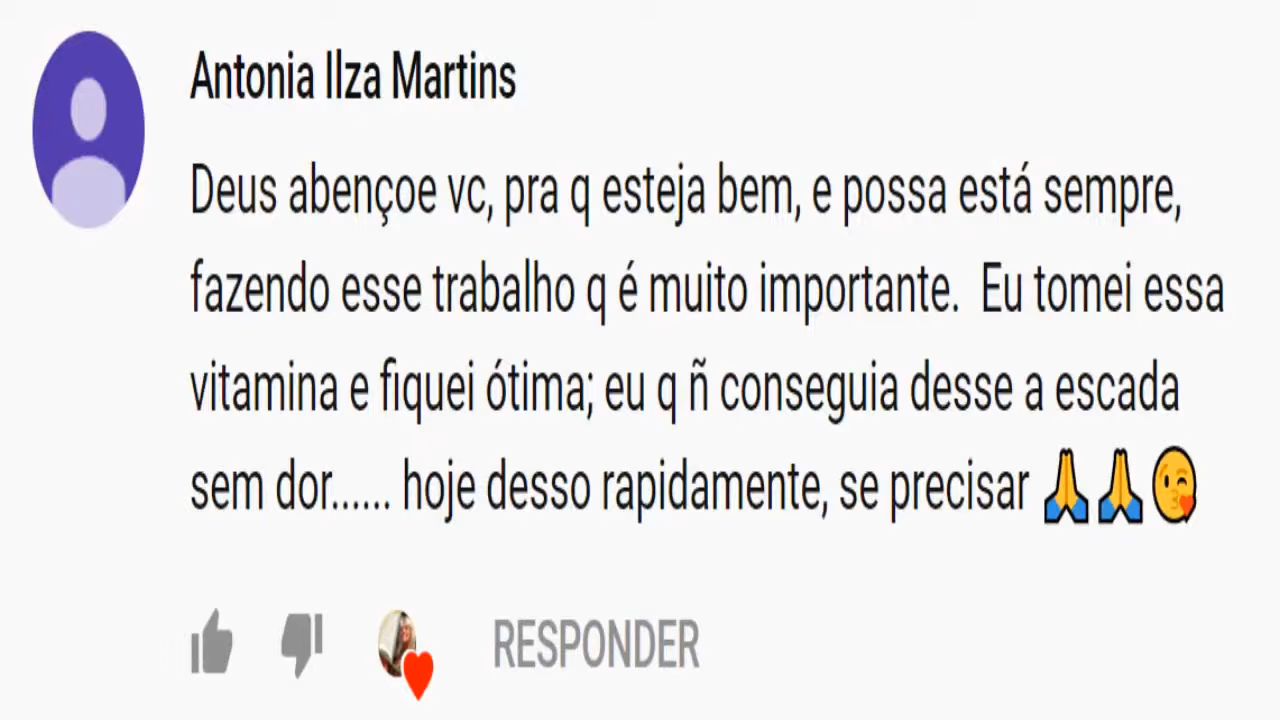 Antonia Ilza Martins
Deus abençoe vc, pra q esteja bem, e possa está sempre,
fazendo esse trabalho q é muito importante.  Eu tomei essa
vitamina e fiquei ótima; eu q ñ conseguia desse a escada
sem dor...... hoje desso rapidamente, se precisar 🙏🙏😘
RESPONDER